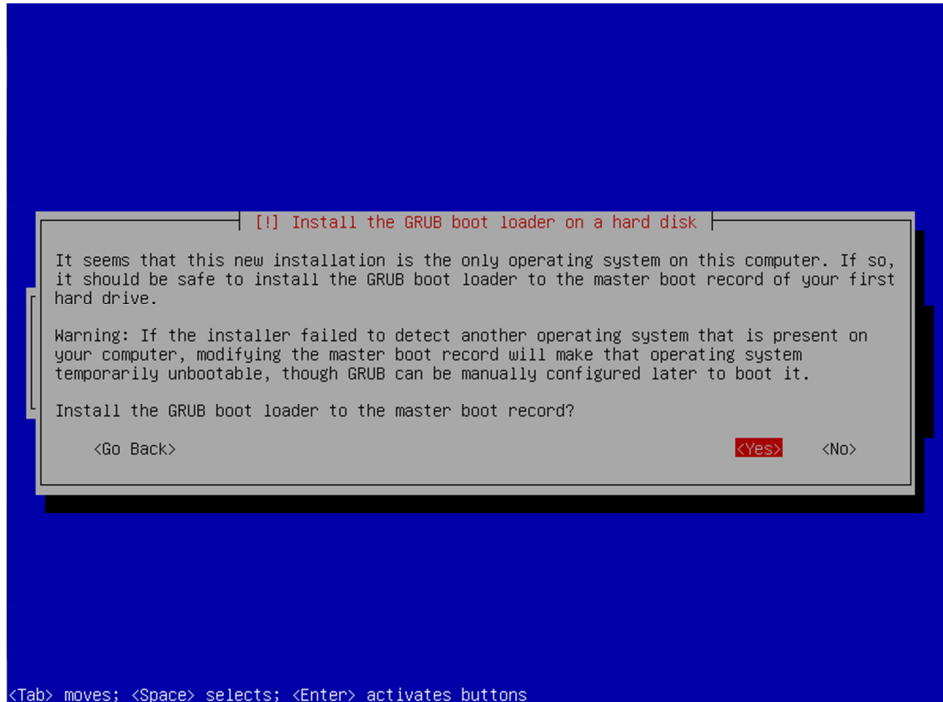 [!] Install the GRUB boot loader on a hard disk
It seems that this new installation is the only operating system on this computer. If so,
it should be safe to install the GRUB boot loader to the master boot record of your first
hard drive.
Warning: If the installer failed to detect another operating system that is present on
your computer, modifying the master boot record will make that operating system
temporarily unbootable, though GRUB can be manually configured later to boot it.
Install the GRUB boot loader to the master boot record?
<Go Back> <Yes> <No>
<Tab> moves; <Space> selects; <Enter> activates buttons